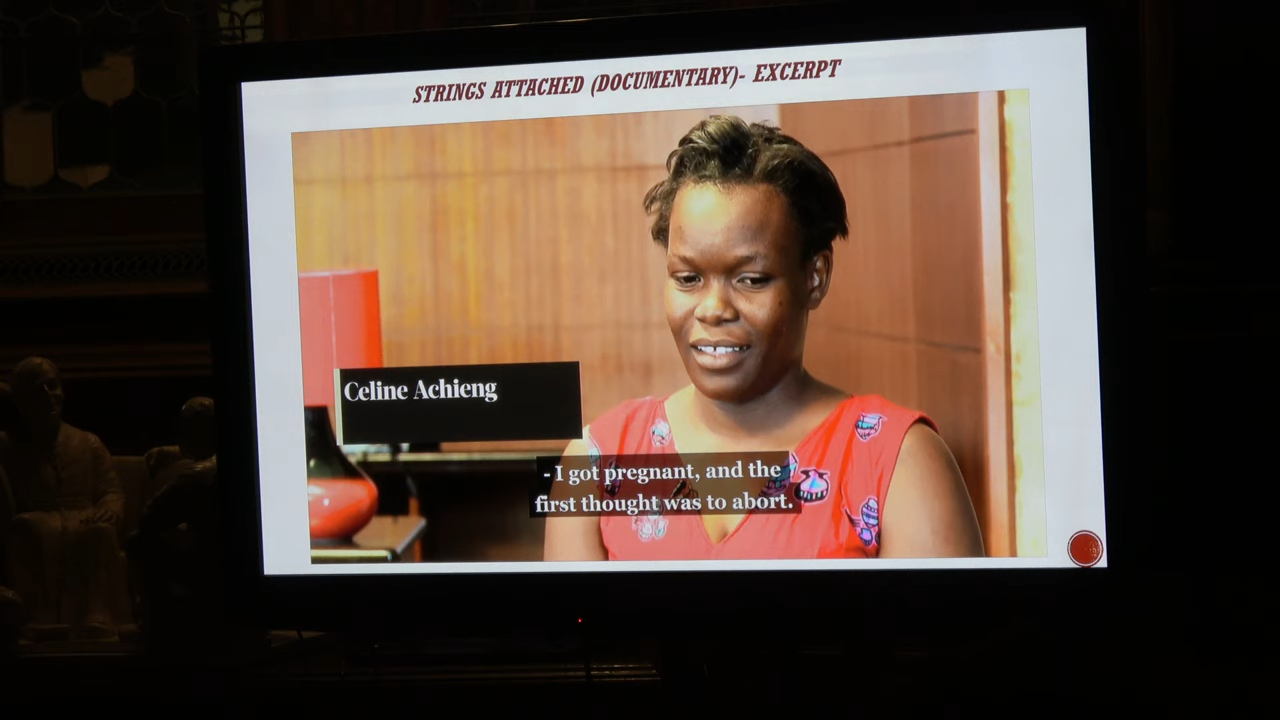 STRINGS ATTACHED (DOCUMENTARY)- EXCERPT
Celine Achieng
- I got pregnant, and the
first thought was to abort.